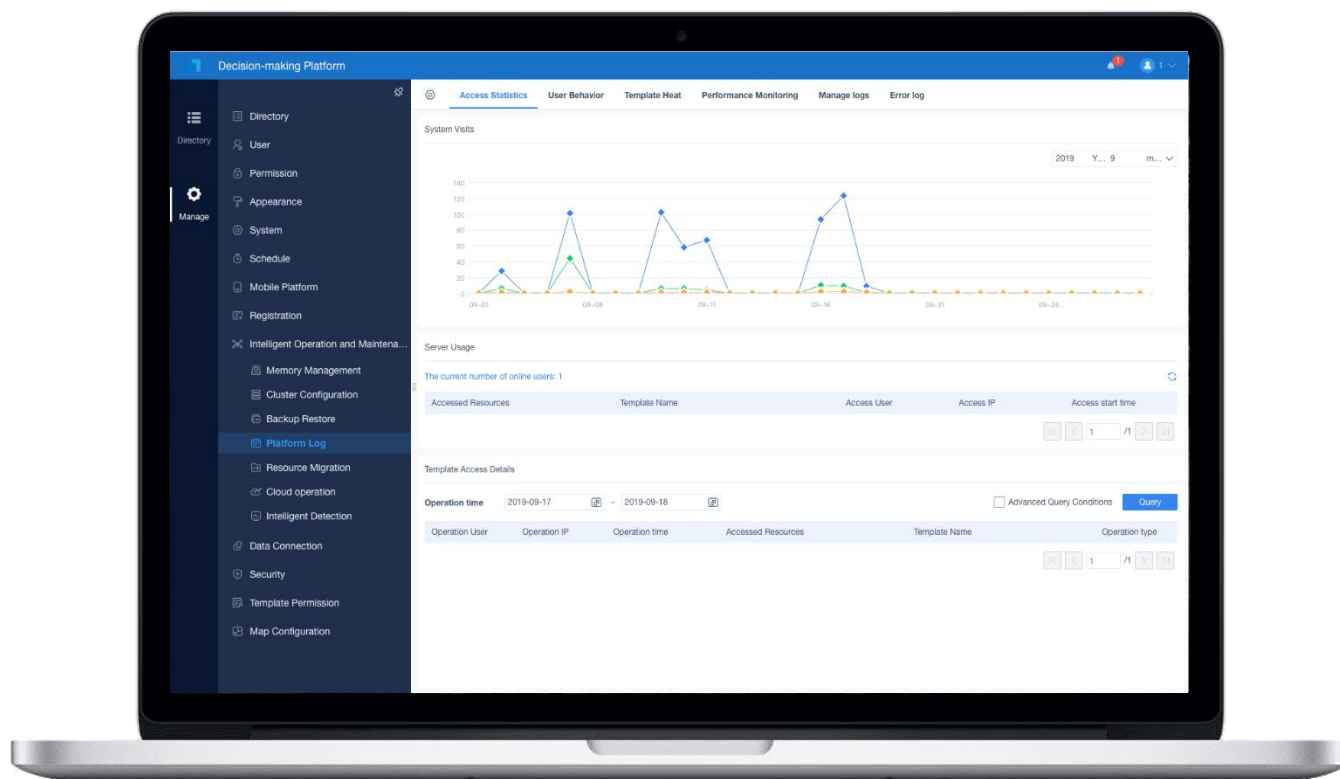 Decision-making Platform
1
1
Directory
Manage
Directory
User
Permission
Appearance
System
Schedule
Mobile Platform
Registration
Intelligent Operation and Maintena...
Memory Management
Cluster Configuration
Backup Restore
Platform Log
Resource Migration
Cloud operation
Intelligent Detection
Data Connection
Security
Template Permission
Map Configuration
Access Statistics User Behavior Template Heat Performance Monitoring Manage logs Error log
System Visits
2019 Y... 9 m...
140
120
100
80
60
40
20
0
09-01 09-06 09-11 09-16 09-21 09-26
Server Usage
The current number of online users: 1
Accessed Resources Template Name Access User Access IP Access start time
1 /1
Template Access Details
Operation time 2019-09-17 - 2019-09-18 Advanced Query Conditions Query
Operation User Operation IP Operation time Accessed Resources Template Name Operation type
1 /1